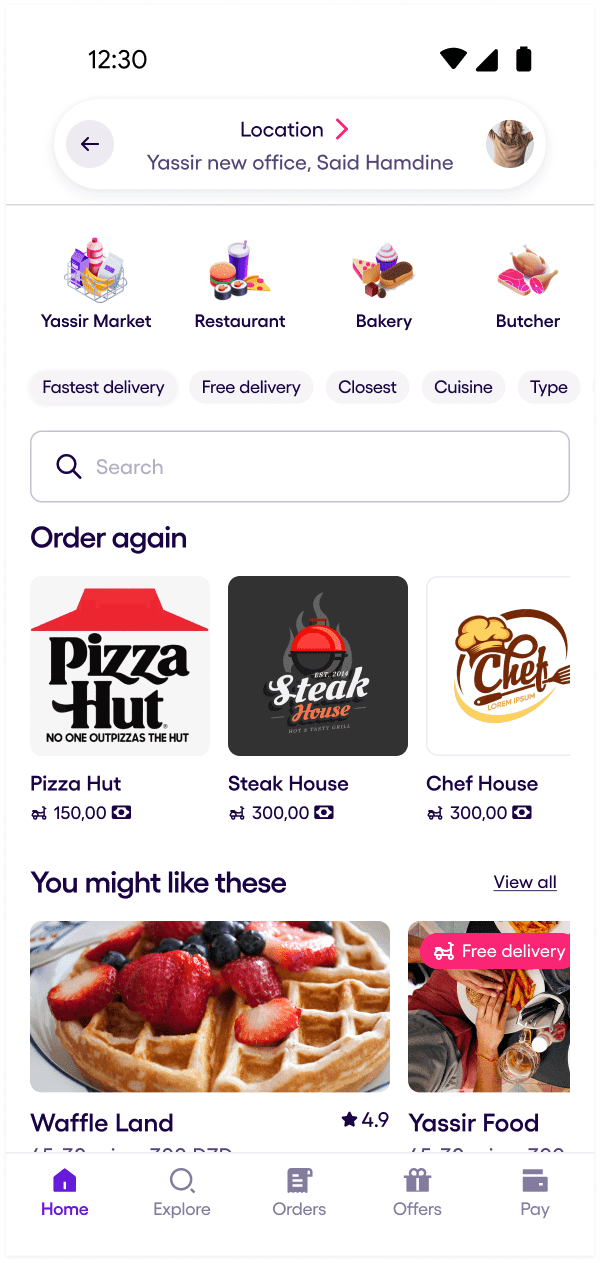 12:30
Location
Yassir new office, Said Hamdine
Yassir Market
Restaurant
Bakery
Butcher
Fastest delivery
Free delivery
Closest
Cuisine
Type
Search
Order again
Pizza
Hut
NO ONE OUTPIZZAS THE HUT
EST. 2014
Steak
House
HOT & TASTY GRILL
Chef
LOREM IPSUM
Pizza Hut
Steak House
Chef House
150,00
300,00
300,00
You might like these
View all
Free delivery
Waffle Land
4.9
Yassir Food
Home
Explore
Orders
Offers
Pay